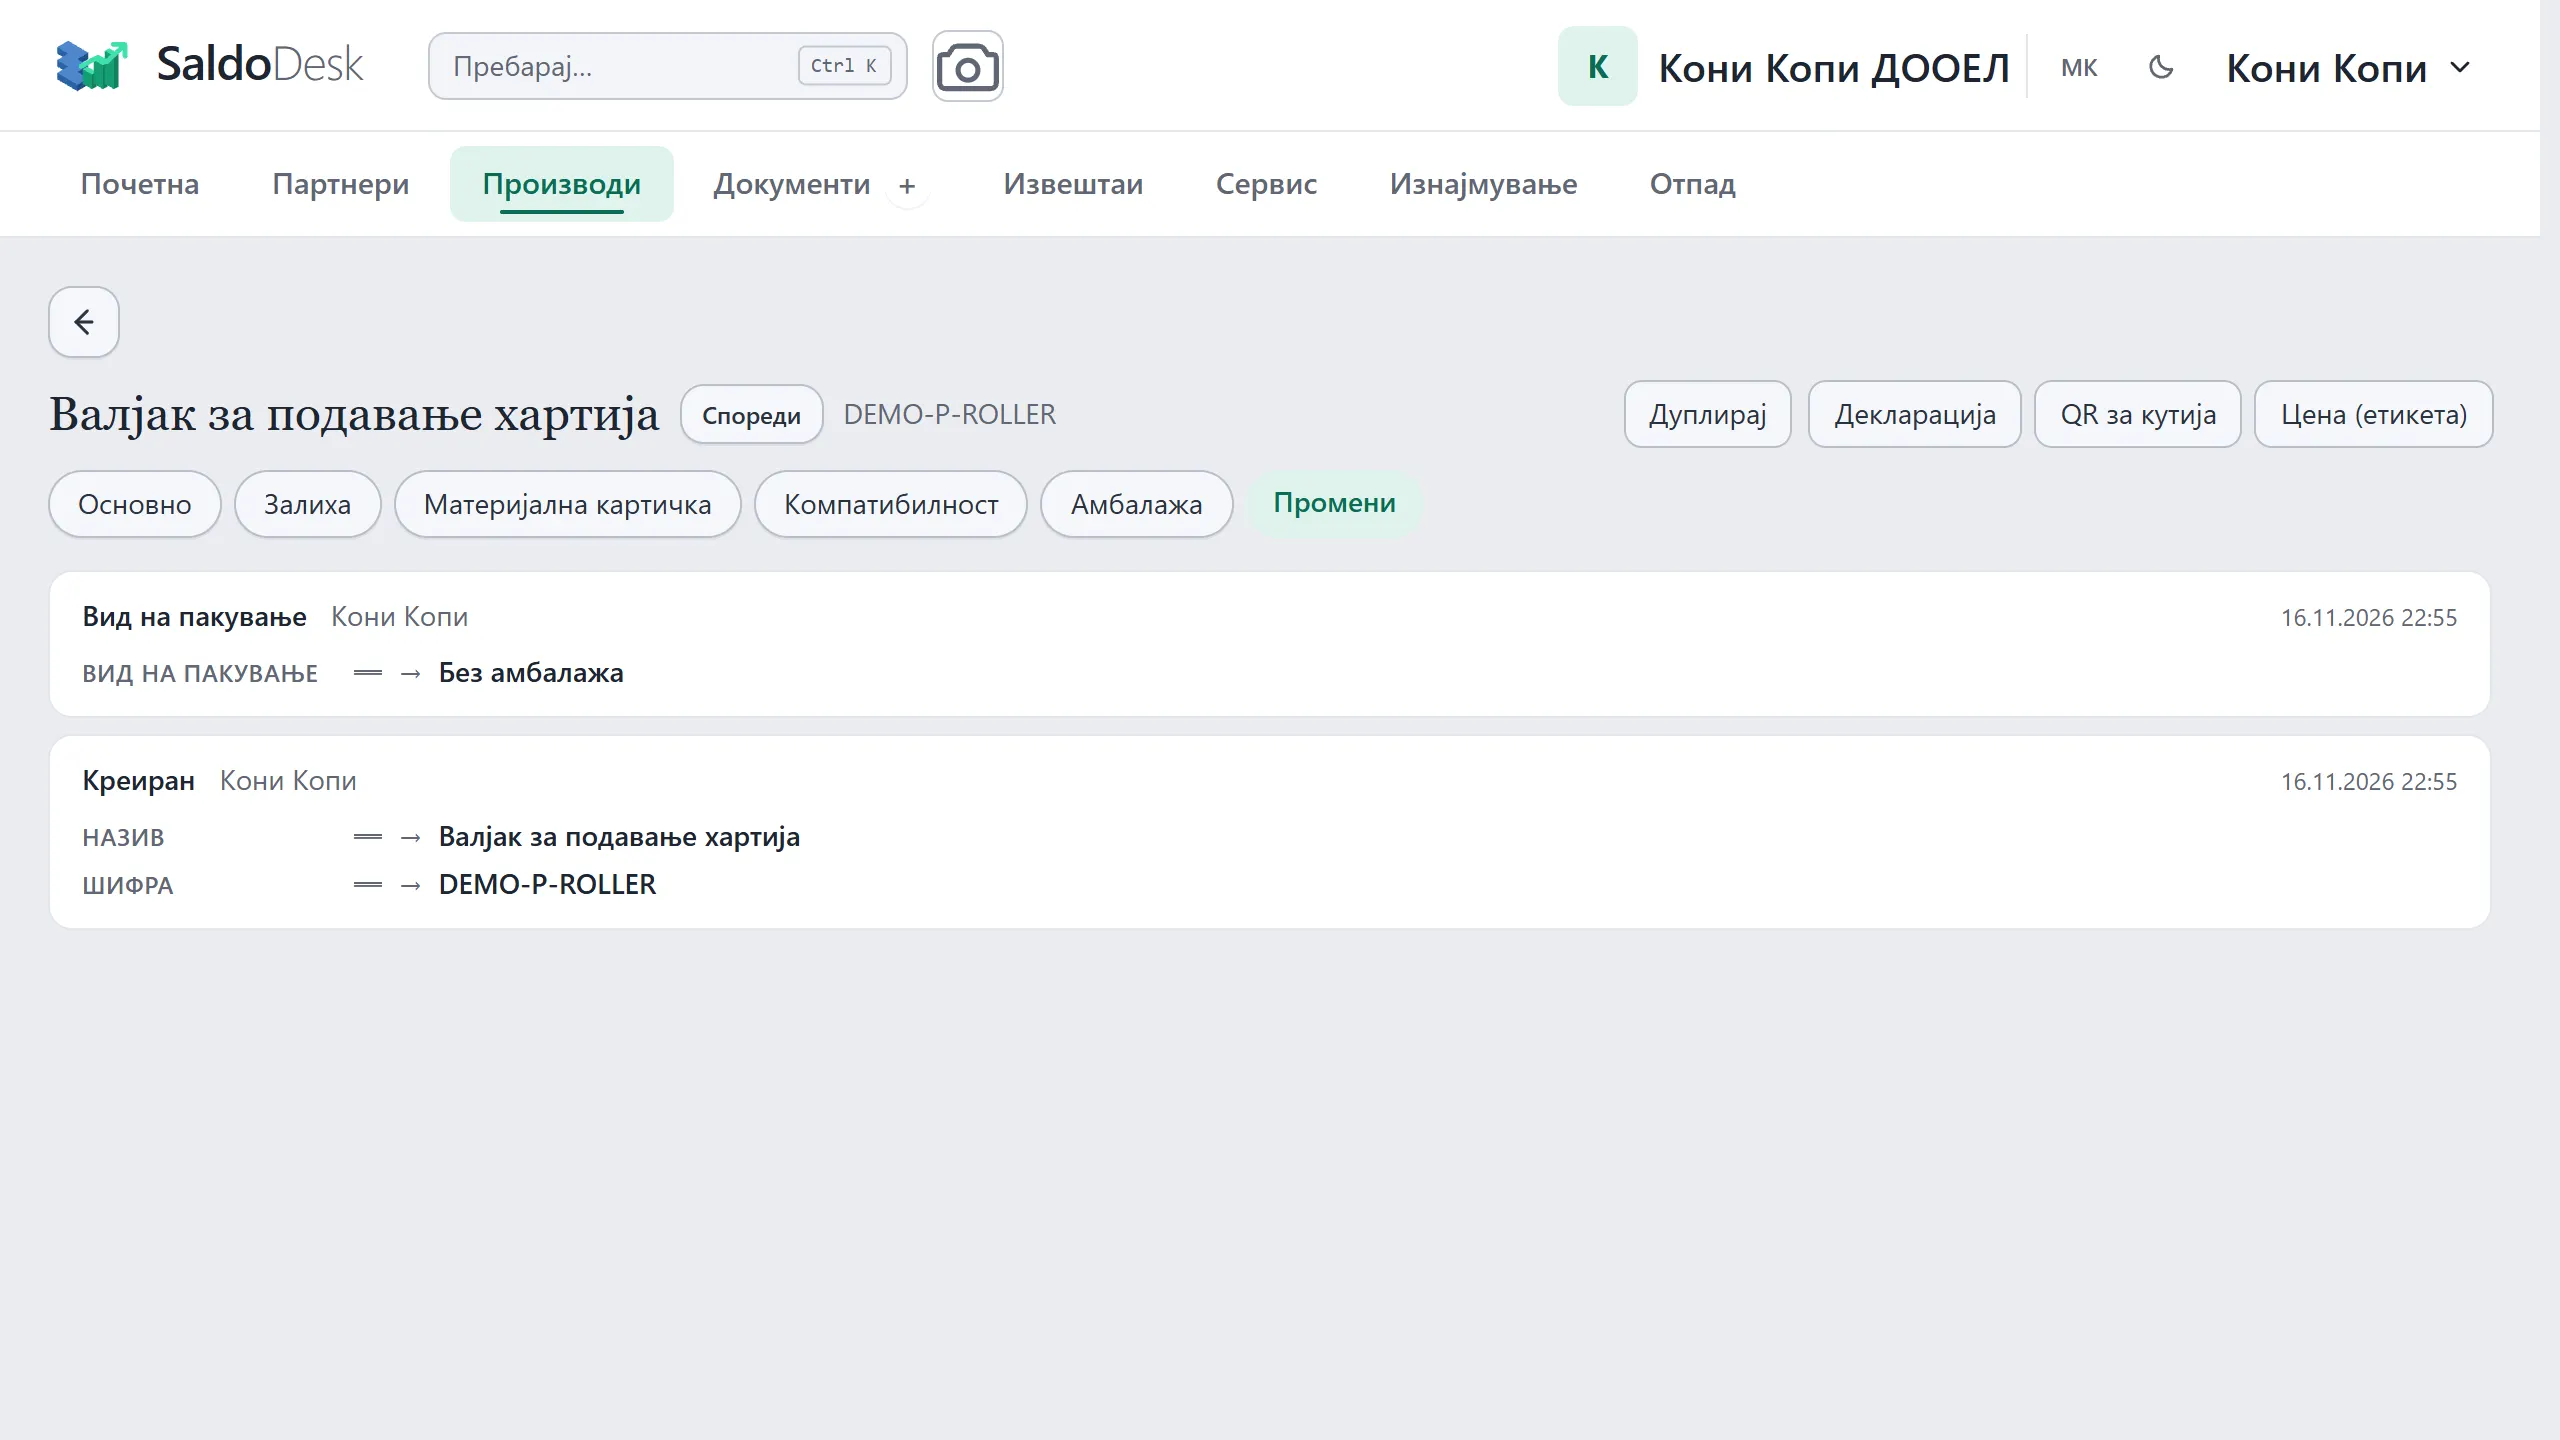 SaldoDesk
Пребарај... Ctrl K
К Кони Копи ДООЕЛ МК Кони Копи
Почетна Партнери Производи Документи + Извештаи Сервис Изнајмување Отпад
Валјак за подавање хартија Спореди DEMO-P-ROLLER Дуплирај Декларација QR за кутија Цена (етикета)
Основно Залиха Материјална картичка Компатибилност Амбалажа Промени
Вид на пакување Кони Копи 16.11.2026 22:55
ВИД НА ПАКУВАЊЕ — → Без амбалажа
Креиран Кони Копи 16.11.2026 22:55
НАЗИВ — → Валјак за подавање хартија
ШИФРА — → DEMO-P-ROLLER